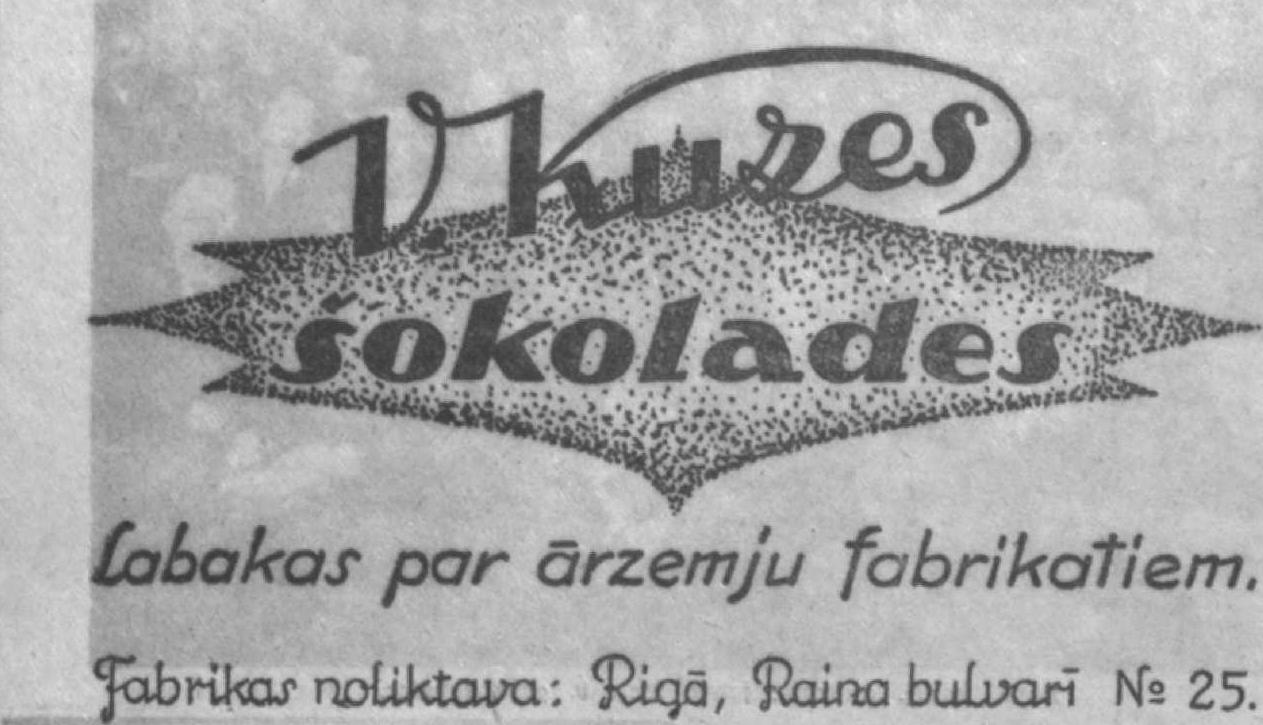 V. Kuzes
šokolades
Labakas par ārzemju fabrikatiem.
Fabrikas noliktava: Rigā, Raiņa bulvarī № 25.